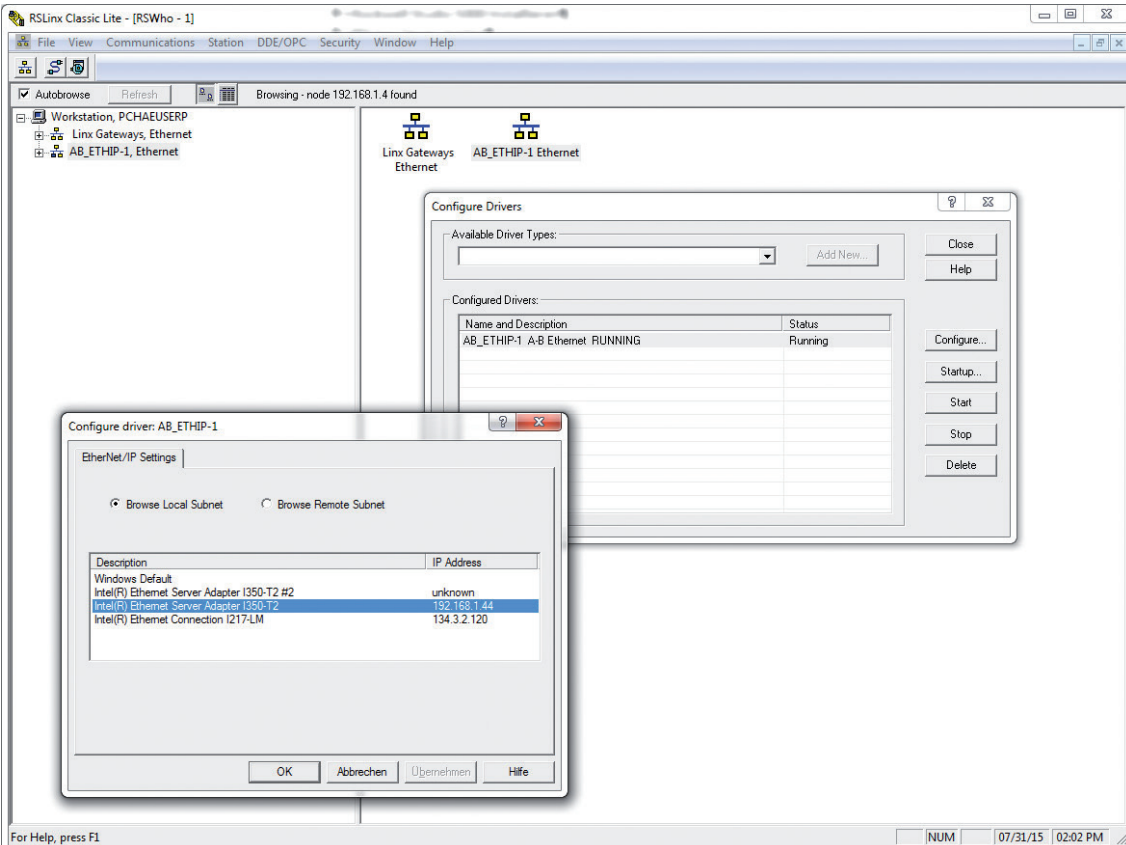 RSLinx Classic Lite - [RSWho - 1]
File View Communications Station DDE/OPC Security Window Help
Autobrowse Refresh Browsing - node 192.168.1.4 found
Workstation, PCHAEUSERP
Linx Gateways, Ethernet
AB_ETHIP-1, Ethernet
Linx Gateways
Ethernet
AB_ETHIP-1 Ethernet
Configure Drivers
Available Driver Types:
Add New...
Close
Help
Configured Drivers:
Name and Description Status
AB_ETHIP-1 A-B Ethernet RUNNING Running
Configure...
Startup...
Start
Stop
Delete
Configure driver: AB_ETHIP-1
EtherNet/IP Settings
Browse Local Subnet Browse Remote Subnet
Description IP Address
Windows Default
Intel(R) Ethernet Server Adapter I350-T2 #2 unknown
Intel(R) Ethernet Server Adapter I350-T2 192.168.1.44
Intel(R) Ethernet Connection I217-LM 134.3.2.120
OK Abbrechen Übernehmen Hilfe
For Help, press F1 NUM 07/31/15 02:02 PM